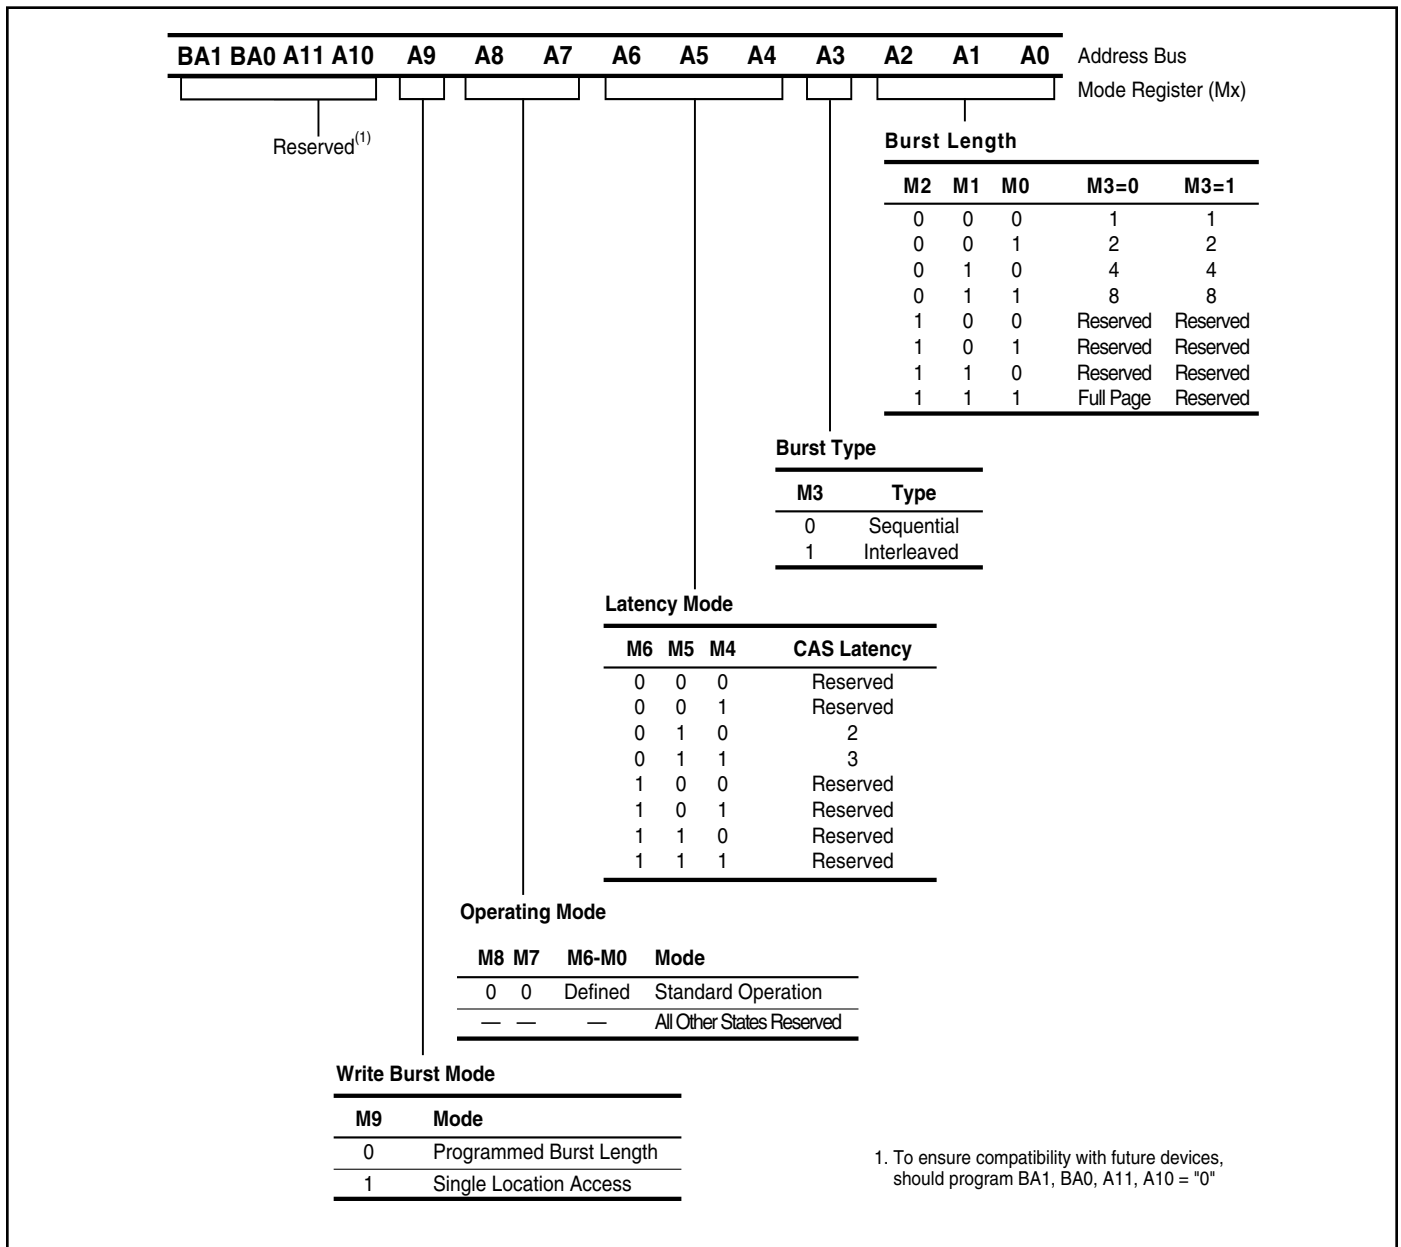 BA1 BA0 A11 A10 A9 A8 A7 A6 A5 A4 A3 A2 A1 A0 Address Bus
Mode Register (Mx)
Reserved(1)
Burst Length
M2 M1 M0 M3=0 M3=1
0 0 0 1 1
0 0 1 2 2
0 1 0 4 4
0 1 1 8 8
1 0 0 Reserved Reserved
1 0 1 Reserved Reserved
1 1 0 Reserved Reserved
1 1 1 Full Page Reserved
Burst Type
M3 Type
0 Sequential
1 Interleaved
Latency Mode
M6 M5 M4 CAS Latency
0 0 0 Reserved
0 0 1 Reserved
0 1 0 2
0 1 1 3
1 0 0 Reserved
1 0 1 Reserved
1 1 0 Reserved
1 1 1 Reserved
Operating Mode
M8 M7 M6-M0 Mode
0 0 Defined Standard Operation
— — — All Other States Reserved
Write Burst Mode
M9 Mode
0 Programmed Burst Length
1 Single Location Access
1. To ensure compatibility with future devices,
should program BA1, BA0, A11, A10 = "0"